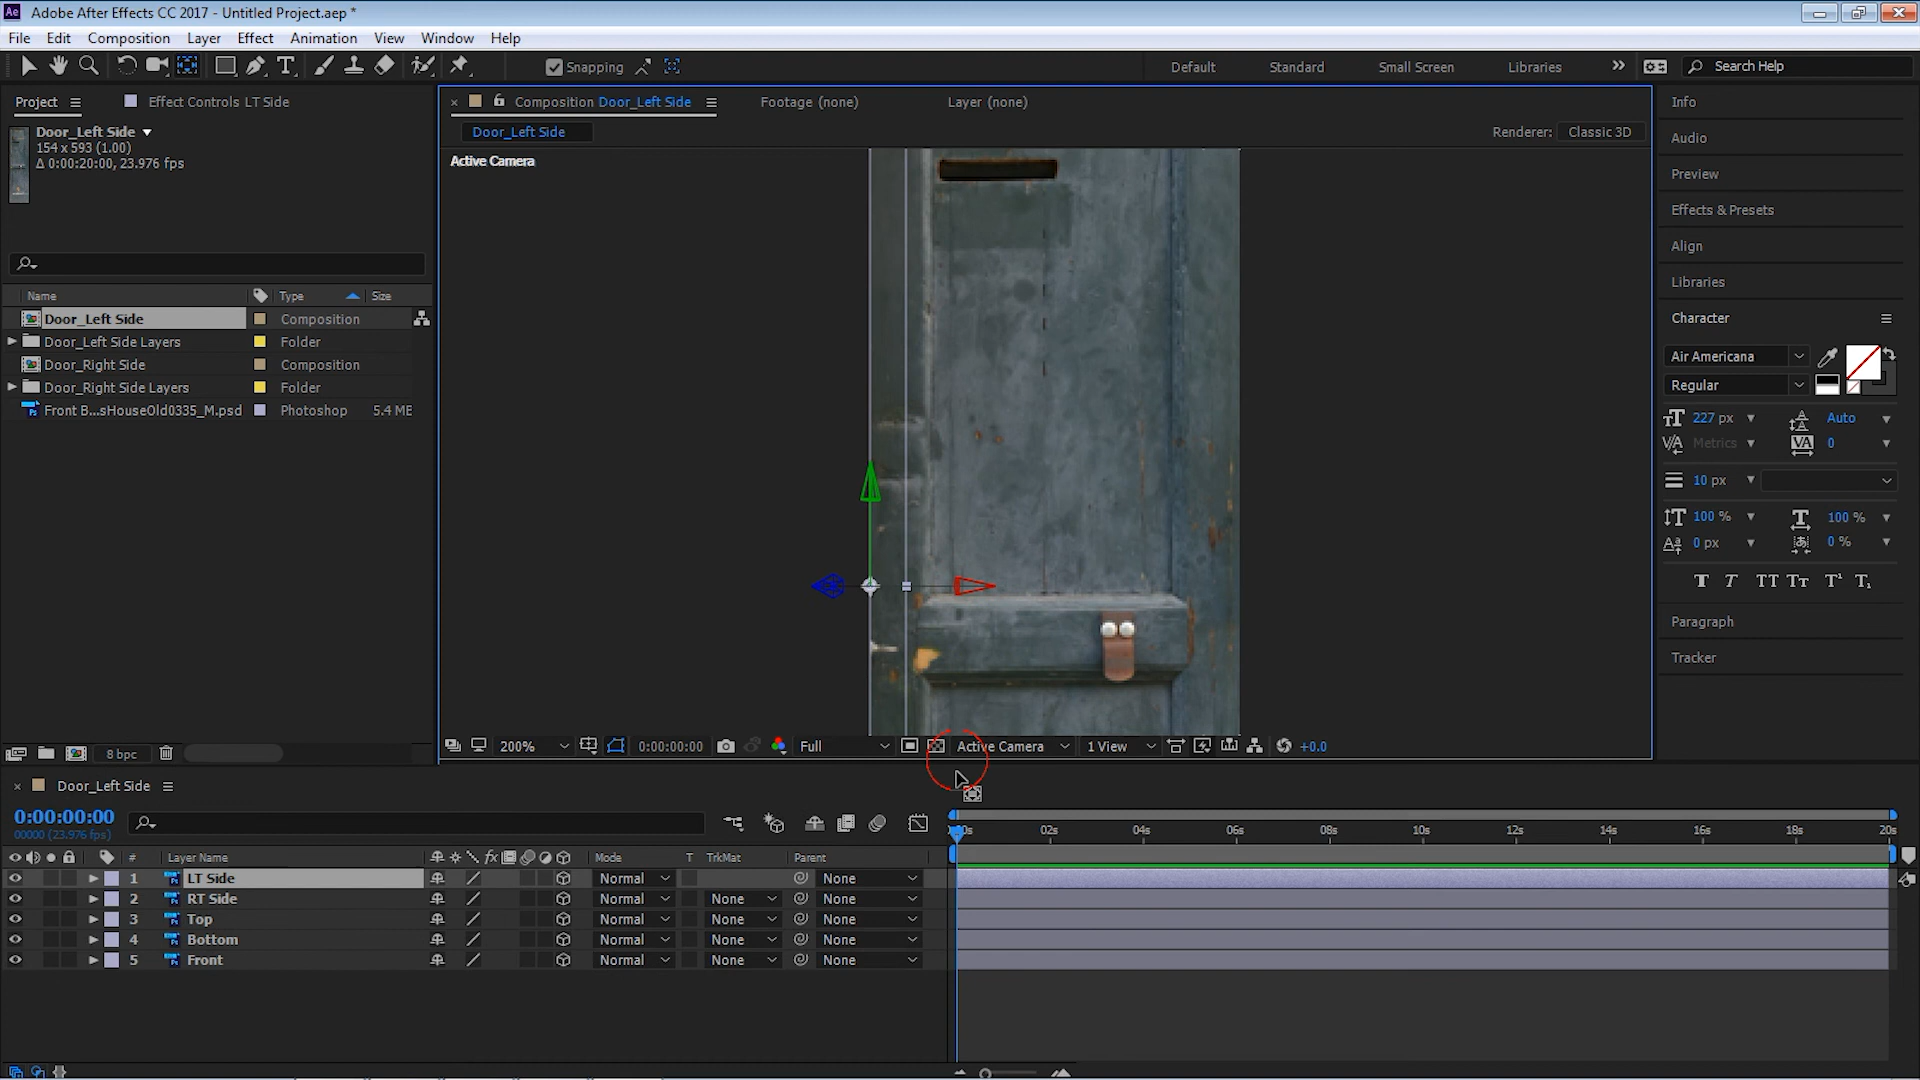 Ae Adobe After Effects CC 2017 - Untitled Project.aep *
File Edit Composition Layer Effect Animation View Window Help
Snapping Default Standard Small Screen Libraries Search Help
Project Effect Controls LT Side
Door_Left Side
154 x 593 (1.00)
Δ 0:00:20:00, 23.976 fps
Name Type Size
Door_Left Side Composition
Door_Left Side Layers Folder
Door_Right Side Composition
Door_Right Side Layers Folder
Front B...sHouseOld0335_M.psd Photoshop 5.4 ME
8 bpc
Composition Door_Left Side Footage (none) Layer (none)
Door_Left Side Renderer: Classic 3D
Active Camera
200% 0:00:00:00 Full Active Camera 1 View +0.0
Info
Audio
Preview
Effects & Presets
Align
Libraries
Character
Air Americana
Regular
227 px Auto
Metrics 0
10 px
100 % 100 %
0 px 0 %
T T TT Tт T¹ T₁
Paragraph
Tracker
Door_Left Side
0:00:00:00
00000 (23.976 fps)
02s 04s 06s 08s 10s 12s 14s 16s 18s 20s
# Layer Name Mode T TrkMat Parent
1 LT Side Normal None
2 RT Side Normal None None
3 Top Normal None None
4 Bottom Normal None None
5 Front Normal None None